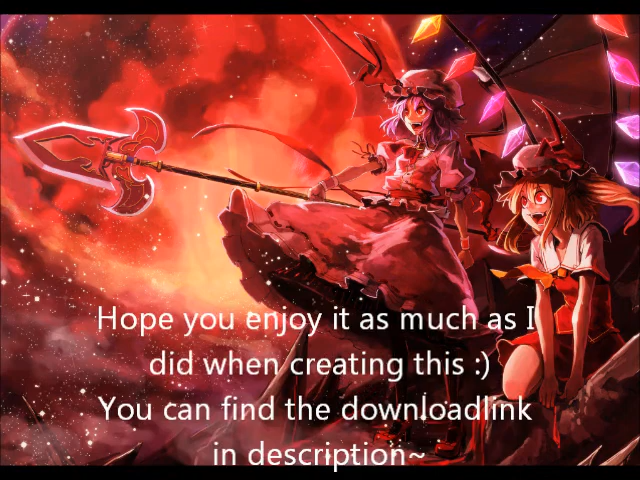 Hope you enjoy it as much as I
did when creating this :)
You can find the downloadlink
in description~